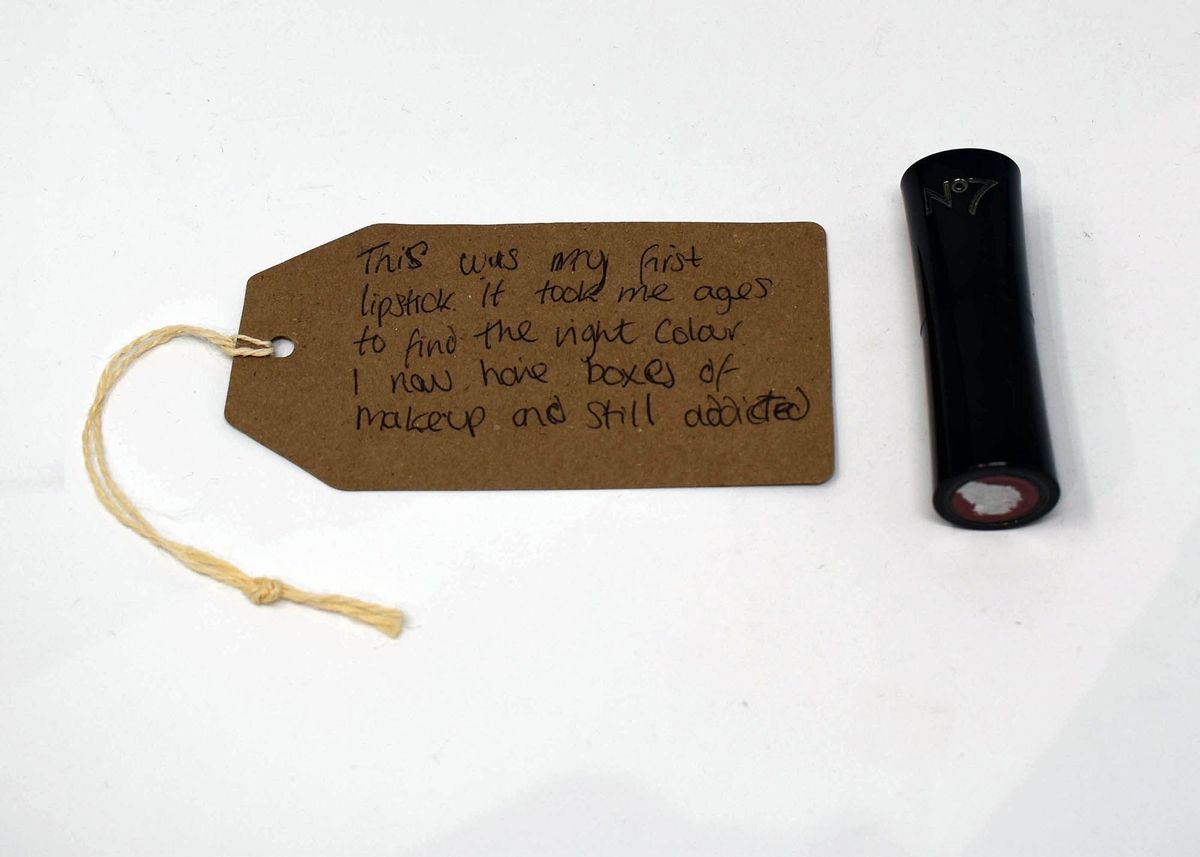 This was my first
lipstick. It took me ages
to find the right colour.
I now have boxes of
makeup and still addicted
No7